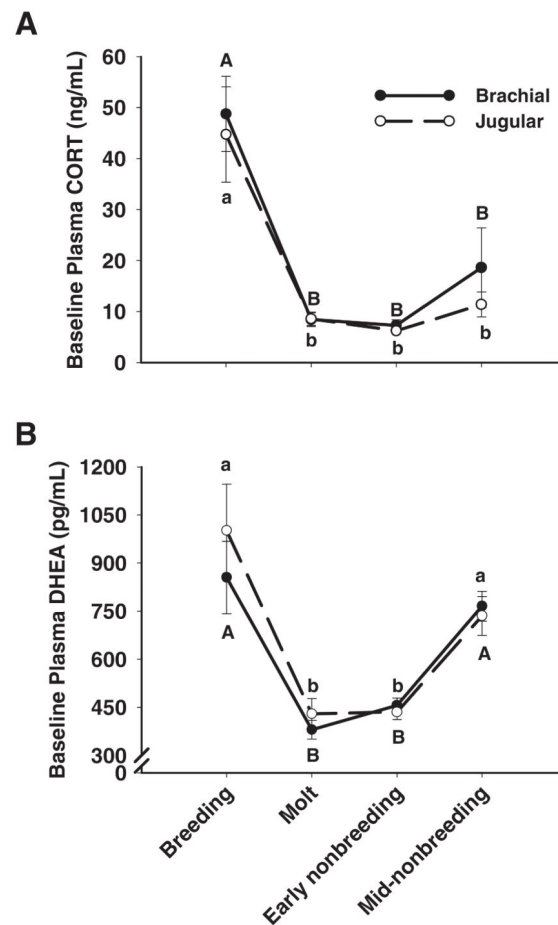 A
Baseline Plasma CORT (ng/mL)
60
50
40
30
20
10
0
A
a
B
b
B
b
B
b
Brachial
Jugular
B
Baseline Plasma DHEA (pg/mL)
1200
1050
900
750
600
450
300
0
a
A
b
B
b
B
a
A
Breeding
Molt
Early nonbreeding
Mid-nonbreeding